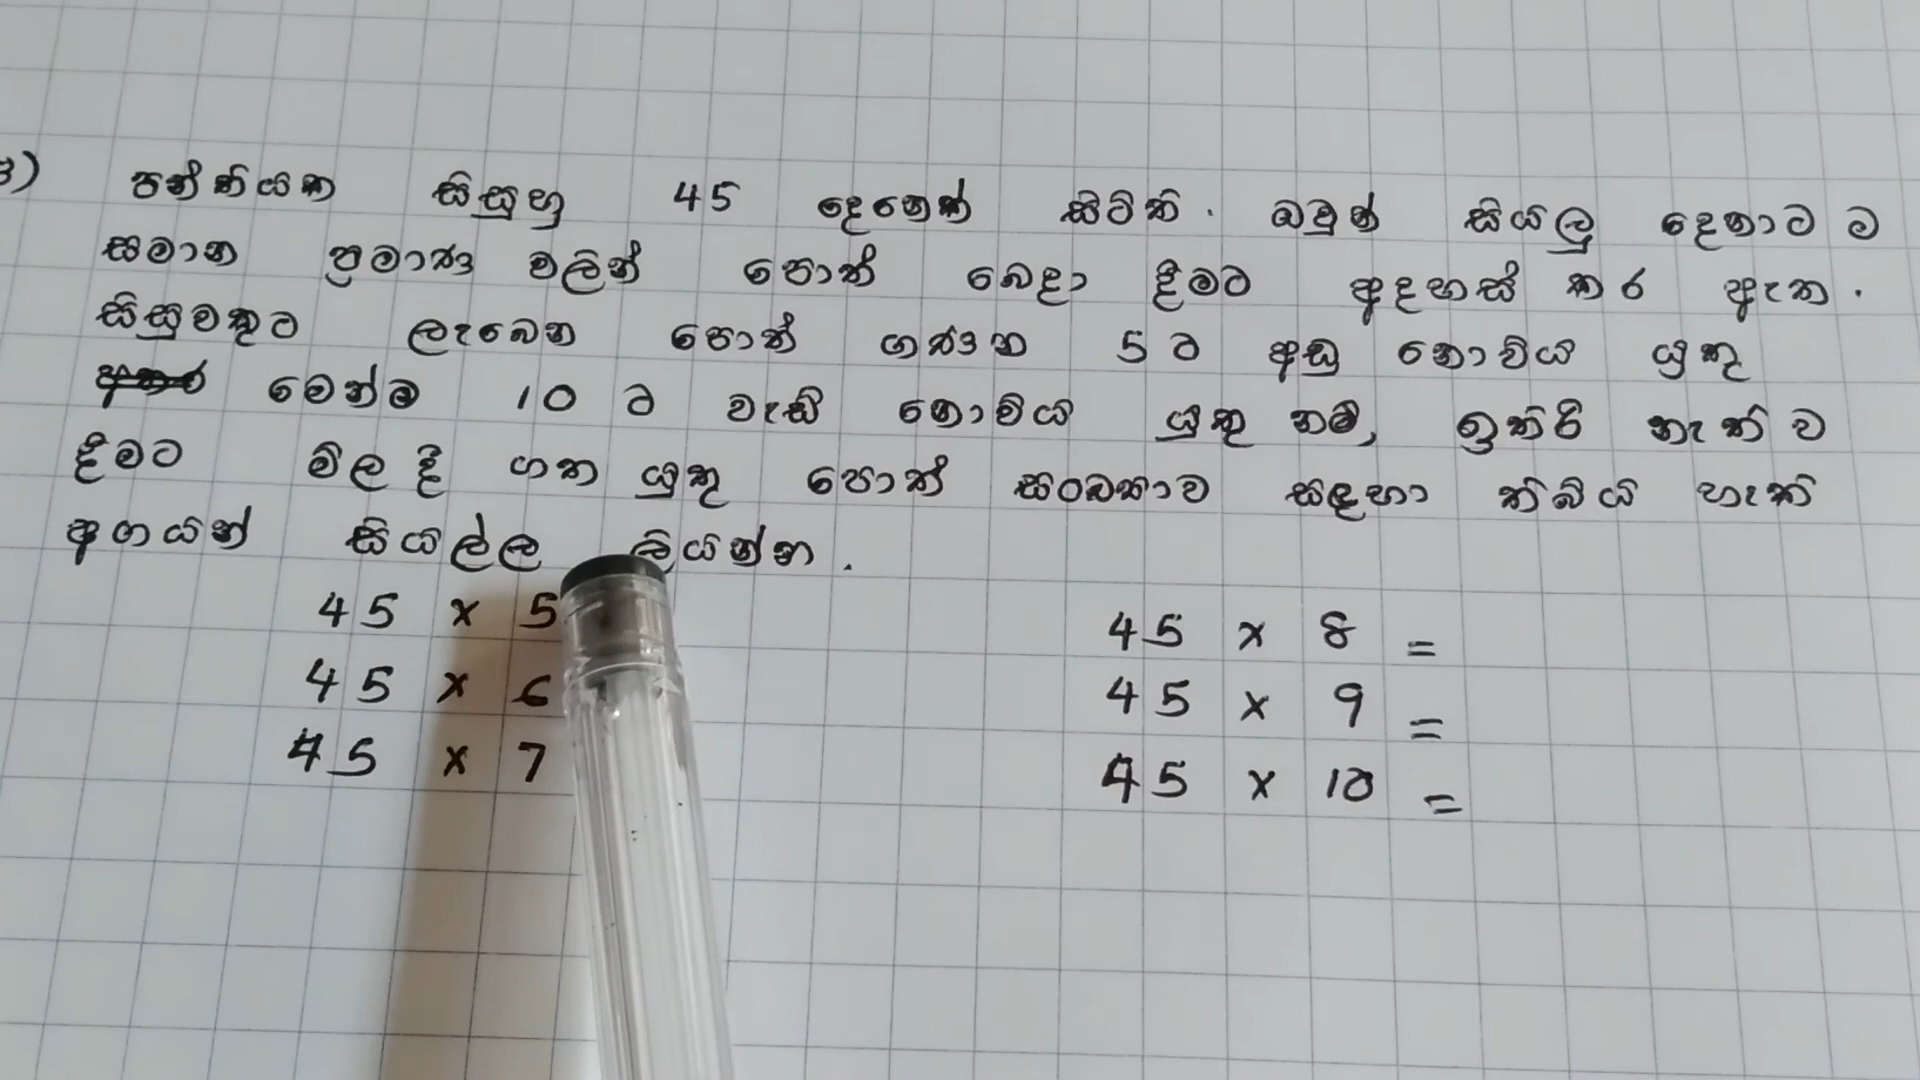 3) පන්තියක සිසුහු 45 දෙනෙක් සිටිති. ඔවුන් සියලු දෙනාට ම
සමාන ප්‍රමාණ වලින් පොත් බෙදා දීමට අදහස් කර ඇත.
සිසුවකුට ලැබෙන පොත් ගණන 5 ට අඩු නොවිය යුතු
මෙන්ම 10 ට වැඩි නොවිය යුතු නම්, ඉතිරි නැති ව
දීමට මිල දී ගත යුතු පොත් සංඛ්‍යාව සඳහා තිබිය හැකි
අගයන් සියල්ල ලියන්න.
45 x 5
45 x 6
45 x 7
45 x 8 =
45 x 9 =
45 x 10 =